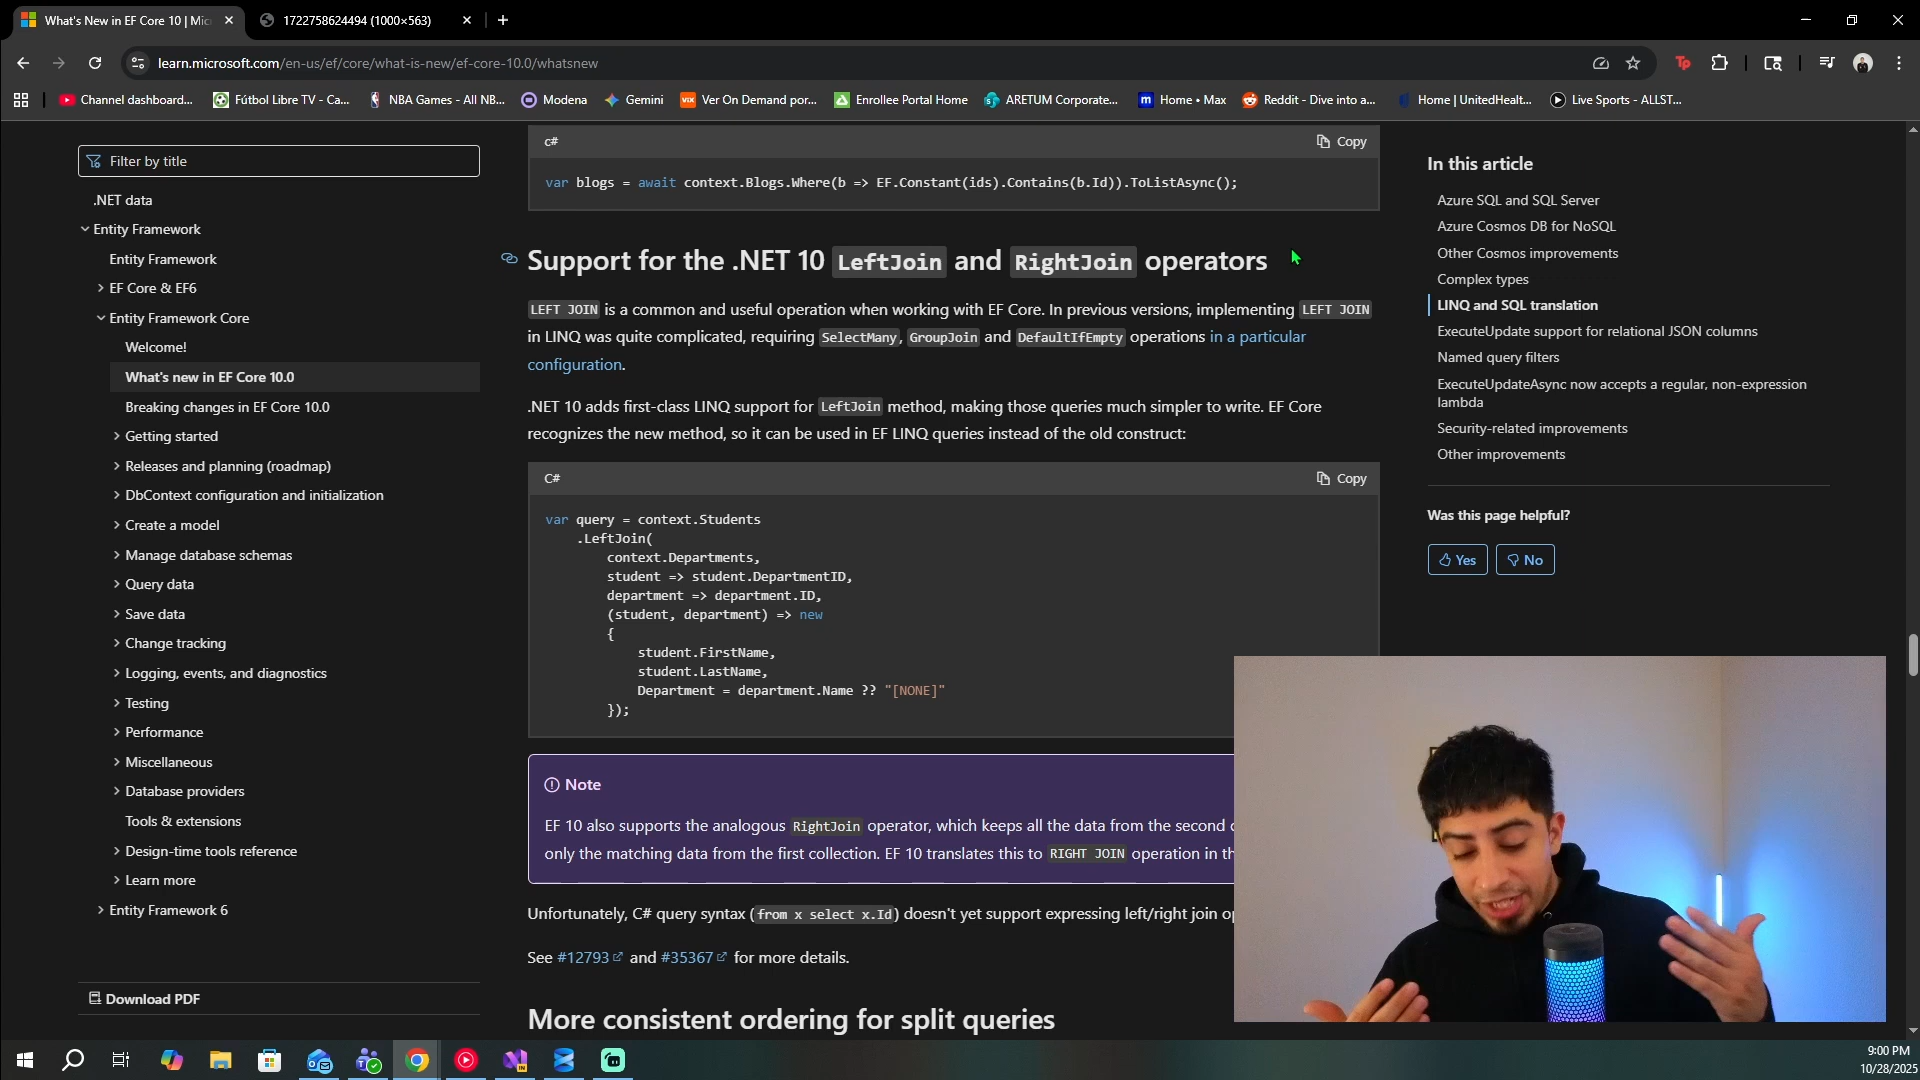 What's New in EF Core 10 | Mic
1722758624494 (1000×563)
learn.microsoft.com/en-us/ef/core/what-is-new/ef-core-10.0/whatsnew
Channel dashboard...
Fútbol Libre TV - Ca...
NBA Games - All NB...
Modena
Gemini
Ver On Demand por...
Enrollee Portal Home
ARETUM Corporate...
Home • Max
Reddit - Dive into a...
Home | UnitedHealt...
Live Sports - ALLST...
Filter by title
.NET data
Entity Framework
Entity Framework
EF Core & EF6
Entity Framework Core
Welcome!
What's new in EF Core 10.0
Breaking changes in EF Core 10.0
Getting started
Releases and planning (roadmap)
DbContext configuration and initialization
Create a model
Manage database schemas
Query data
Save data
Change tracking
Logging, events, and diagnostics
Testing
Performance
Miscellaneous
Database providers
Tools & extensions
Design-time tools reference
Learn more
Entity Framework 6
Download PDF
c#
Copy
var blogs = await context.Blogs.Where(b => EF.Constant(ids).Contains(b.Id)).ToListAsync();
Support for the .NET 10 LeftJoin and RightJoin operators
LEFT JOIN is a common and useful operation when working with EF Core. In previous versions, implementing LEFT JOIN
in LINQ was quite complicated, requiring SelectMany, GroupJoin and DefaultIfEmpty operations in a particular
configuration.
.NET 10 adds first-class LINQ support for LeftJoin method, making those queries much simpler to write. EF Core
recognizes the new method, so it can be used in EF LINQ queries instead of the old construct:
C#
Copy
var query = context.Students
.LeftJoin(
context.Departments,
student => student.DepartmentID,
department => department.ID,
(student, department) => new
{
student.FirstName,
student.LastName,
Department = department.Name ?? "[NONE]"
});
Note
EF 10 also supports the analogous RightJoin operator, which keeps all the data from the second c
only the matching data from the first collection. EF 10 translates this to RIGHT JOIN operation in th
Unfortunately, C# query syntax (from x select x.Id) doesn't yet support expressing left/right join op
See #12793 and #35367 for more details.
More consistent ordering for split queries
In this article
Azure SQL and SQL Server
Azure Cosmos DB for NoSQL
Other Cosmos improvements
Complex types
LINQ and SQL translation
ExecuteUpdate support for relational JSON columns
Named query filters
ExecuteUpdateAsync now accepts a regular, non-expression
lambda
Security-related improvements
Other improvements
Was this page helpful?
Yes
No
9:00 PM
10/28/2025